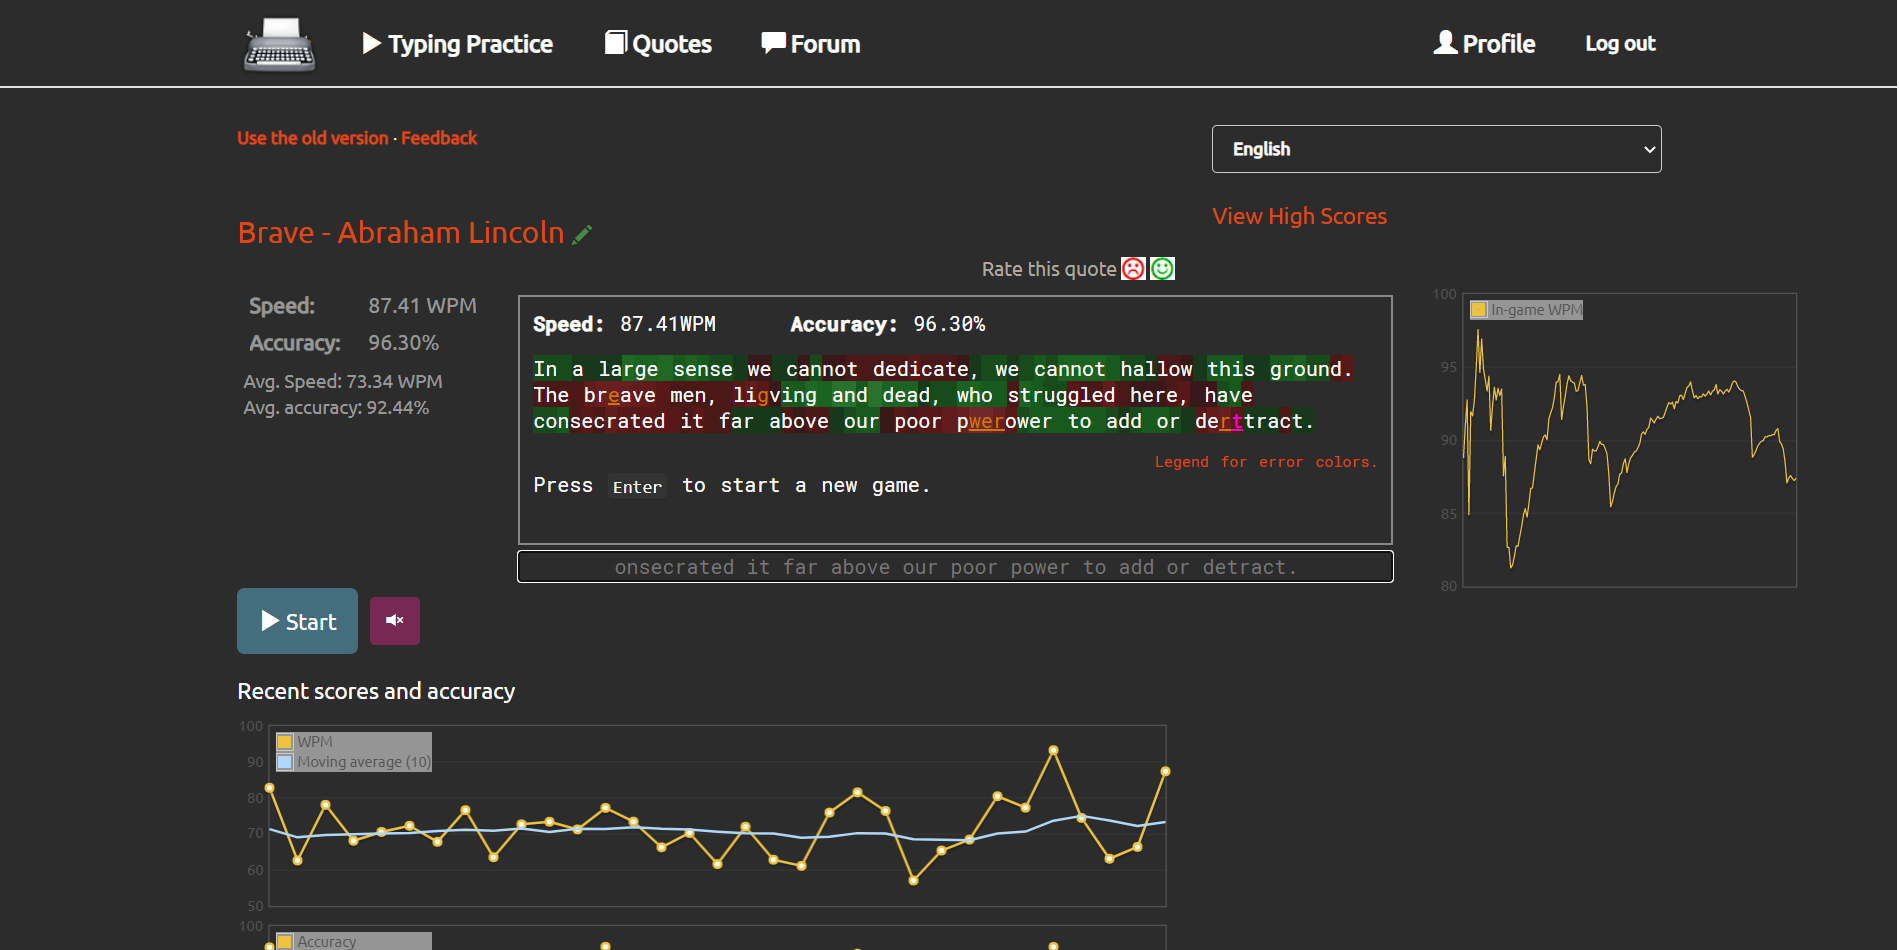 Typing Practice
Quotes
Forum
Profile
Log out
Use the old version · Feedback
English
View High Scores
Brave - Abraham Lincoln
Rate this quote
Speed: 87.41 WPM
Accuracy: 96.30%
Avg. Speed: 73.34 WPM
Avg. accuracy: 92.44%
Speed: 87.41WPM Accuracy: 96.30%
In a large sense we cannot dedicate, we cannot hallow this ground.
The breave men, ligving and dead, who struggled here, have
consecrated it far above our poor pwerower to add or derttract.
Legend for error colors.
Press Enter to start a new game.
onsecrated it far above our poor power to add or detract.
100
In-game WPM
95
90
85
80
Start
Recent scores and accuracy
100
WPM
Moving average (10)
90
80
70
60
50
100
Accuracy